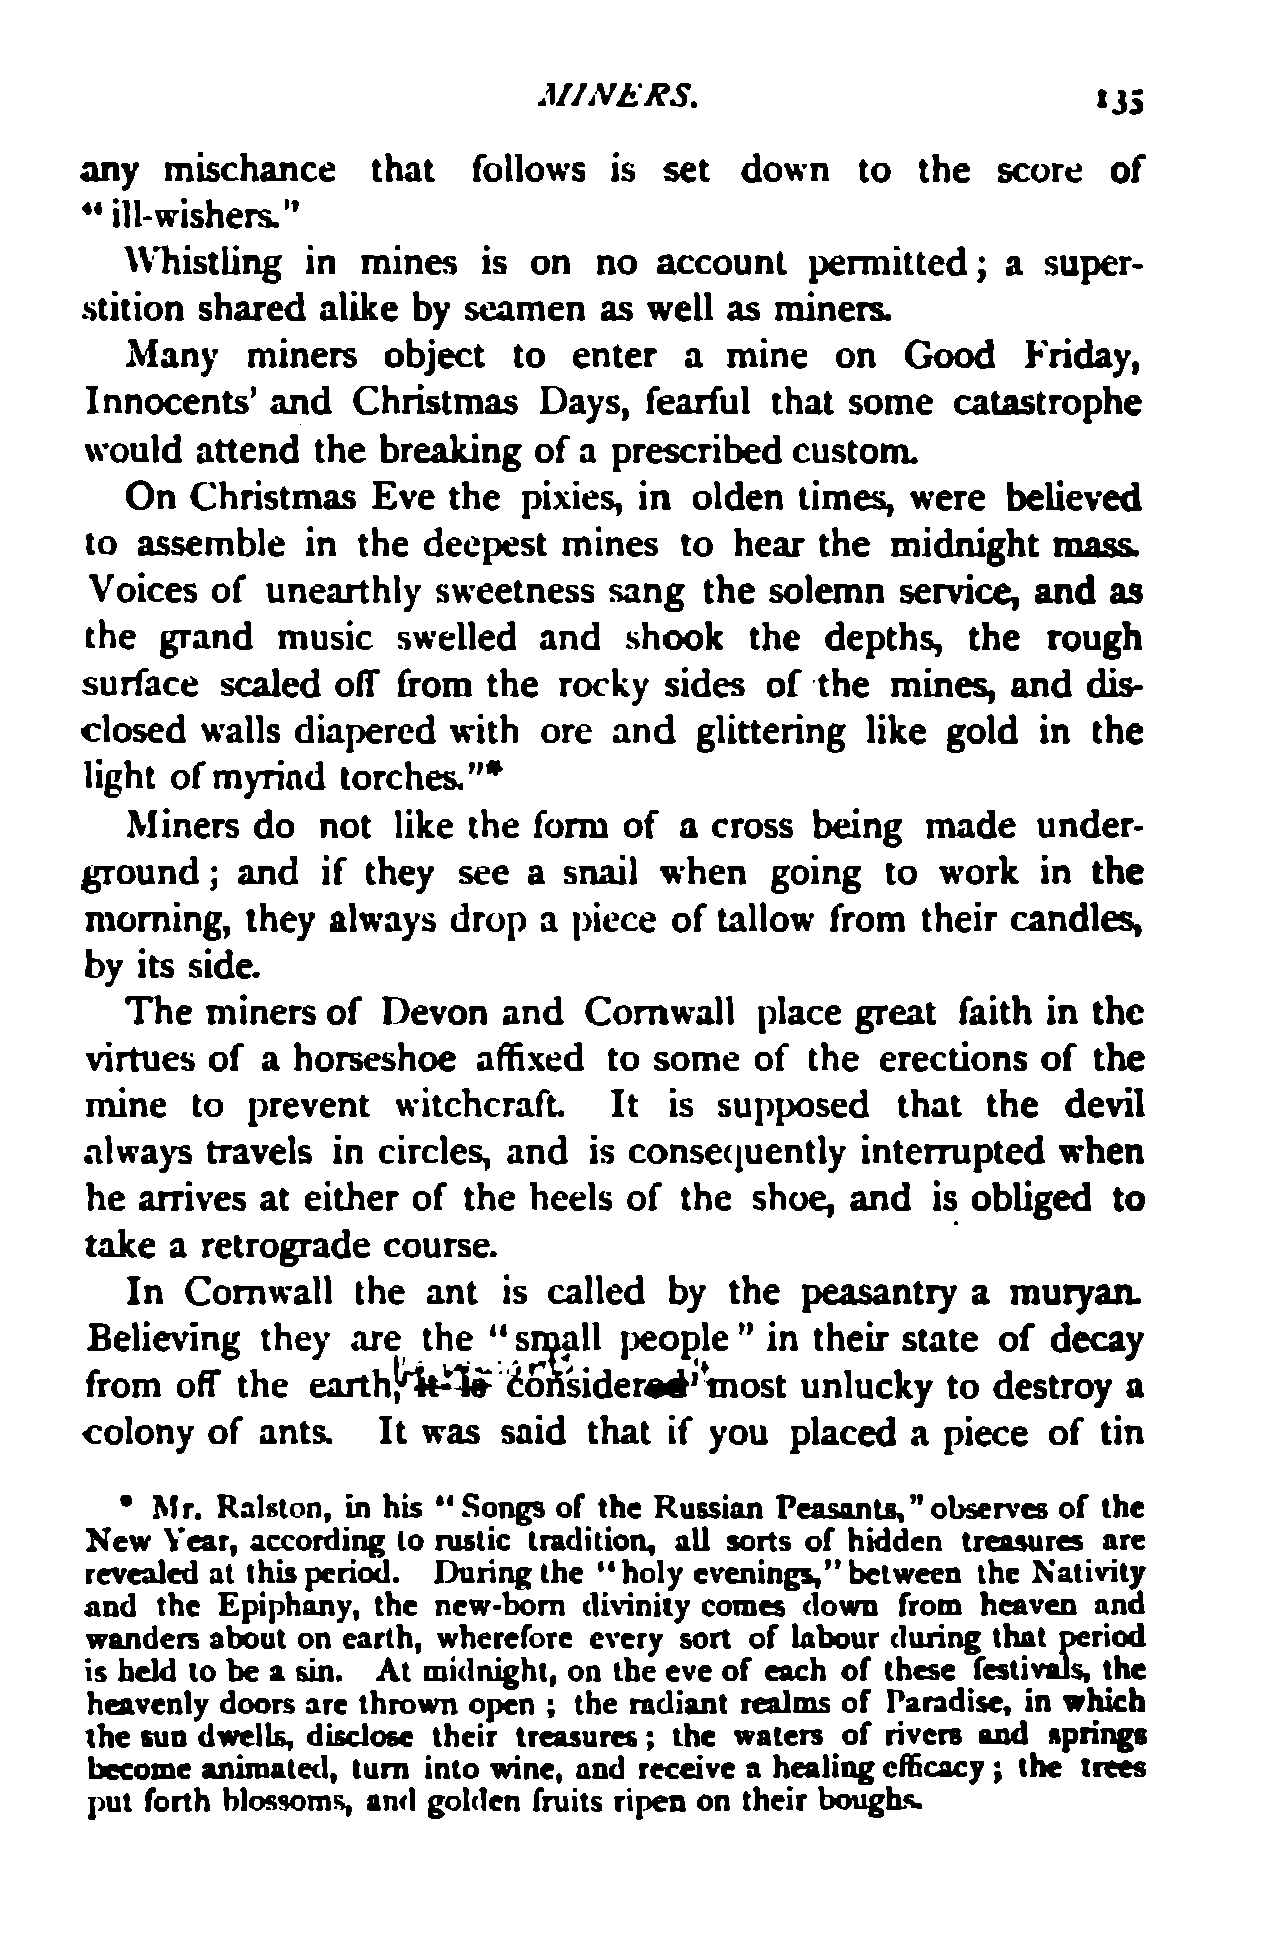 MINERS. 135
any mischance that follows is set down to the score of
“ ill-wishers.”
Whistling in mines is on no account permitted ; a super-
stition shared alike by seamen as well as miners.
Many miners object to enter a mine on Good Friday,
Innocents’ and Christmas Days, fearful that some catastrophe
would attend the breaking of a prescribed custom.
On Christmas Eve the pixies, in olden times, were believed
to assemble in the deepest mines to hear the midnight mass.
Voices of unearthly sweetness sang the solemn service, and as
the grand music swelled and shook the depths, the rough
surface scaled off from the rocky sides of the mines, and dis-
closed walls diapered with ore and glittering like gold in the
light of myriad torches.”*
Miners do not like the form of a cross being made under-
ground ; and if they see a snail when going to work in the
morning, they always drop a piece of tallow from their candles,
by its side.
The miners of Devon and Cornwall place great faith in the
virtues of a horseshoe affixed to some of the erections of the
mine to prevent witchcraft. It is supposed that the devil
always travels in circles, and is consequently interrupted when
he arrives at either of the heels of the shoe, and is obliged to
take a retrograde course.
In Cornwall the ant is called by the peasantry a muryan.
Believing they are the “ small people ” in their state of decay
from off the earth, it is considered most unlucky to destroy a
colony of ants. It was said that if you placed a piece of tin
* Mr. Ralston, in his “ Songs of the Russian Peasants,” observes of the
New Year, according to rustic tradition, all sorts of hidden treasures are
revealed at this period. During the “ holy evenings,” between the Nativity
and the Epiphany, the new-born divinity comes down from heaven and
wanders about on earth, wherefore every sort of labour during that period
is held to be a sin. At midnight, on the eve of each of these festivals, the
heavenly doors are thrown open ; the radiant realms of Paradise, in which
the sun dwells, disclose their treasures ; the waters of rivers and springs
become animated, turn into wine, and receive a healing efficacy ; the trees
put forth blossoms, and golden fruits ripen on their boughs.